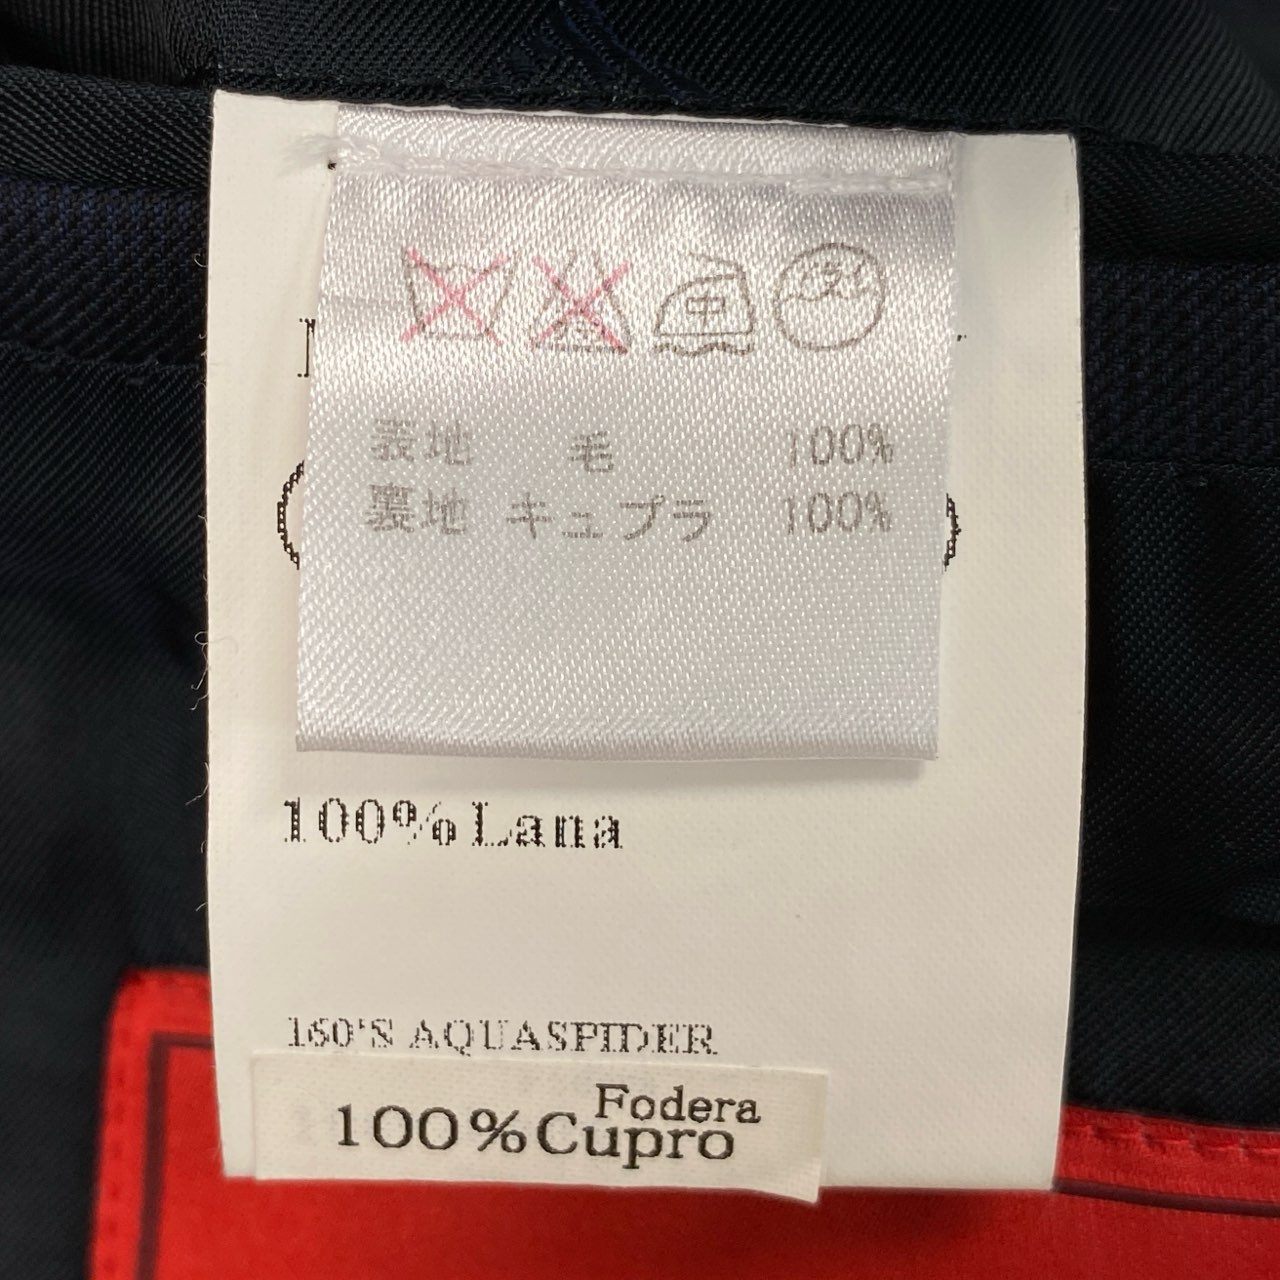 中
ドライ
表地 毛 100%
裏地 キュプラ 100%
100% Lana
160'S AQUASPIDER
Fodera
100% Cupro